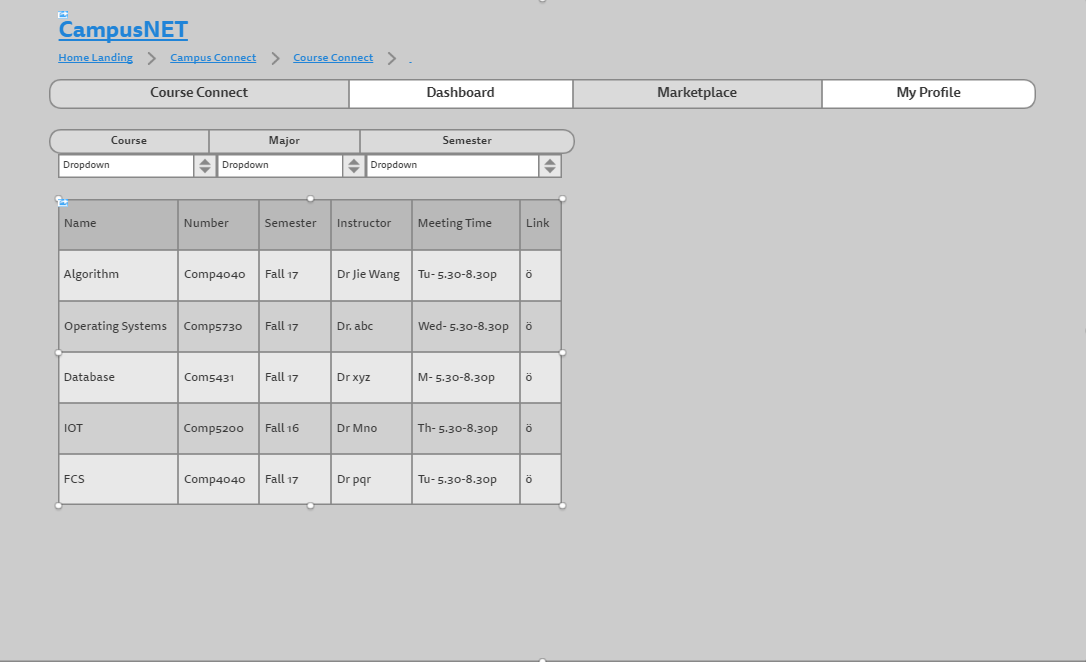 CampusNET
Home Landing Campus Connect Course Connect
Course Connect Dashboard Marketplace My Profile
Course Major Semester
Dropdown Dropdown Dropdown
Name Number Semester Instructor Meeting Time Link
Algorithm Comp4040 Fall 17 Dr Jie Wang Tu- 5.30-8.30p ö
Operating Systems Comp5730 Fall 17 Dr. abc Wed- 5.30-8.30p ö
Database Com5431 Fall 17 Dr xyz M- 5.30-8.30p ö
IOT Comp5200 Fall 16 Dr Mno Th- 5.30-8.30p ö
FCS Comp4040 Fall 17 Dr pqr Tu- 5.30-8.30p ö